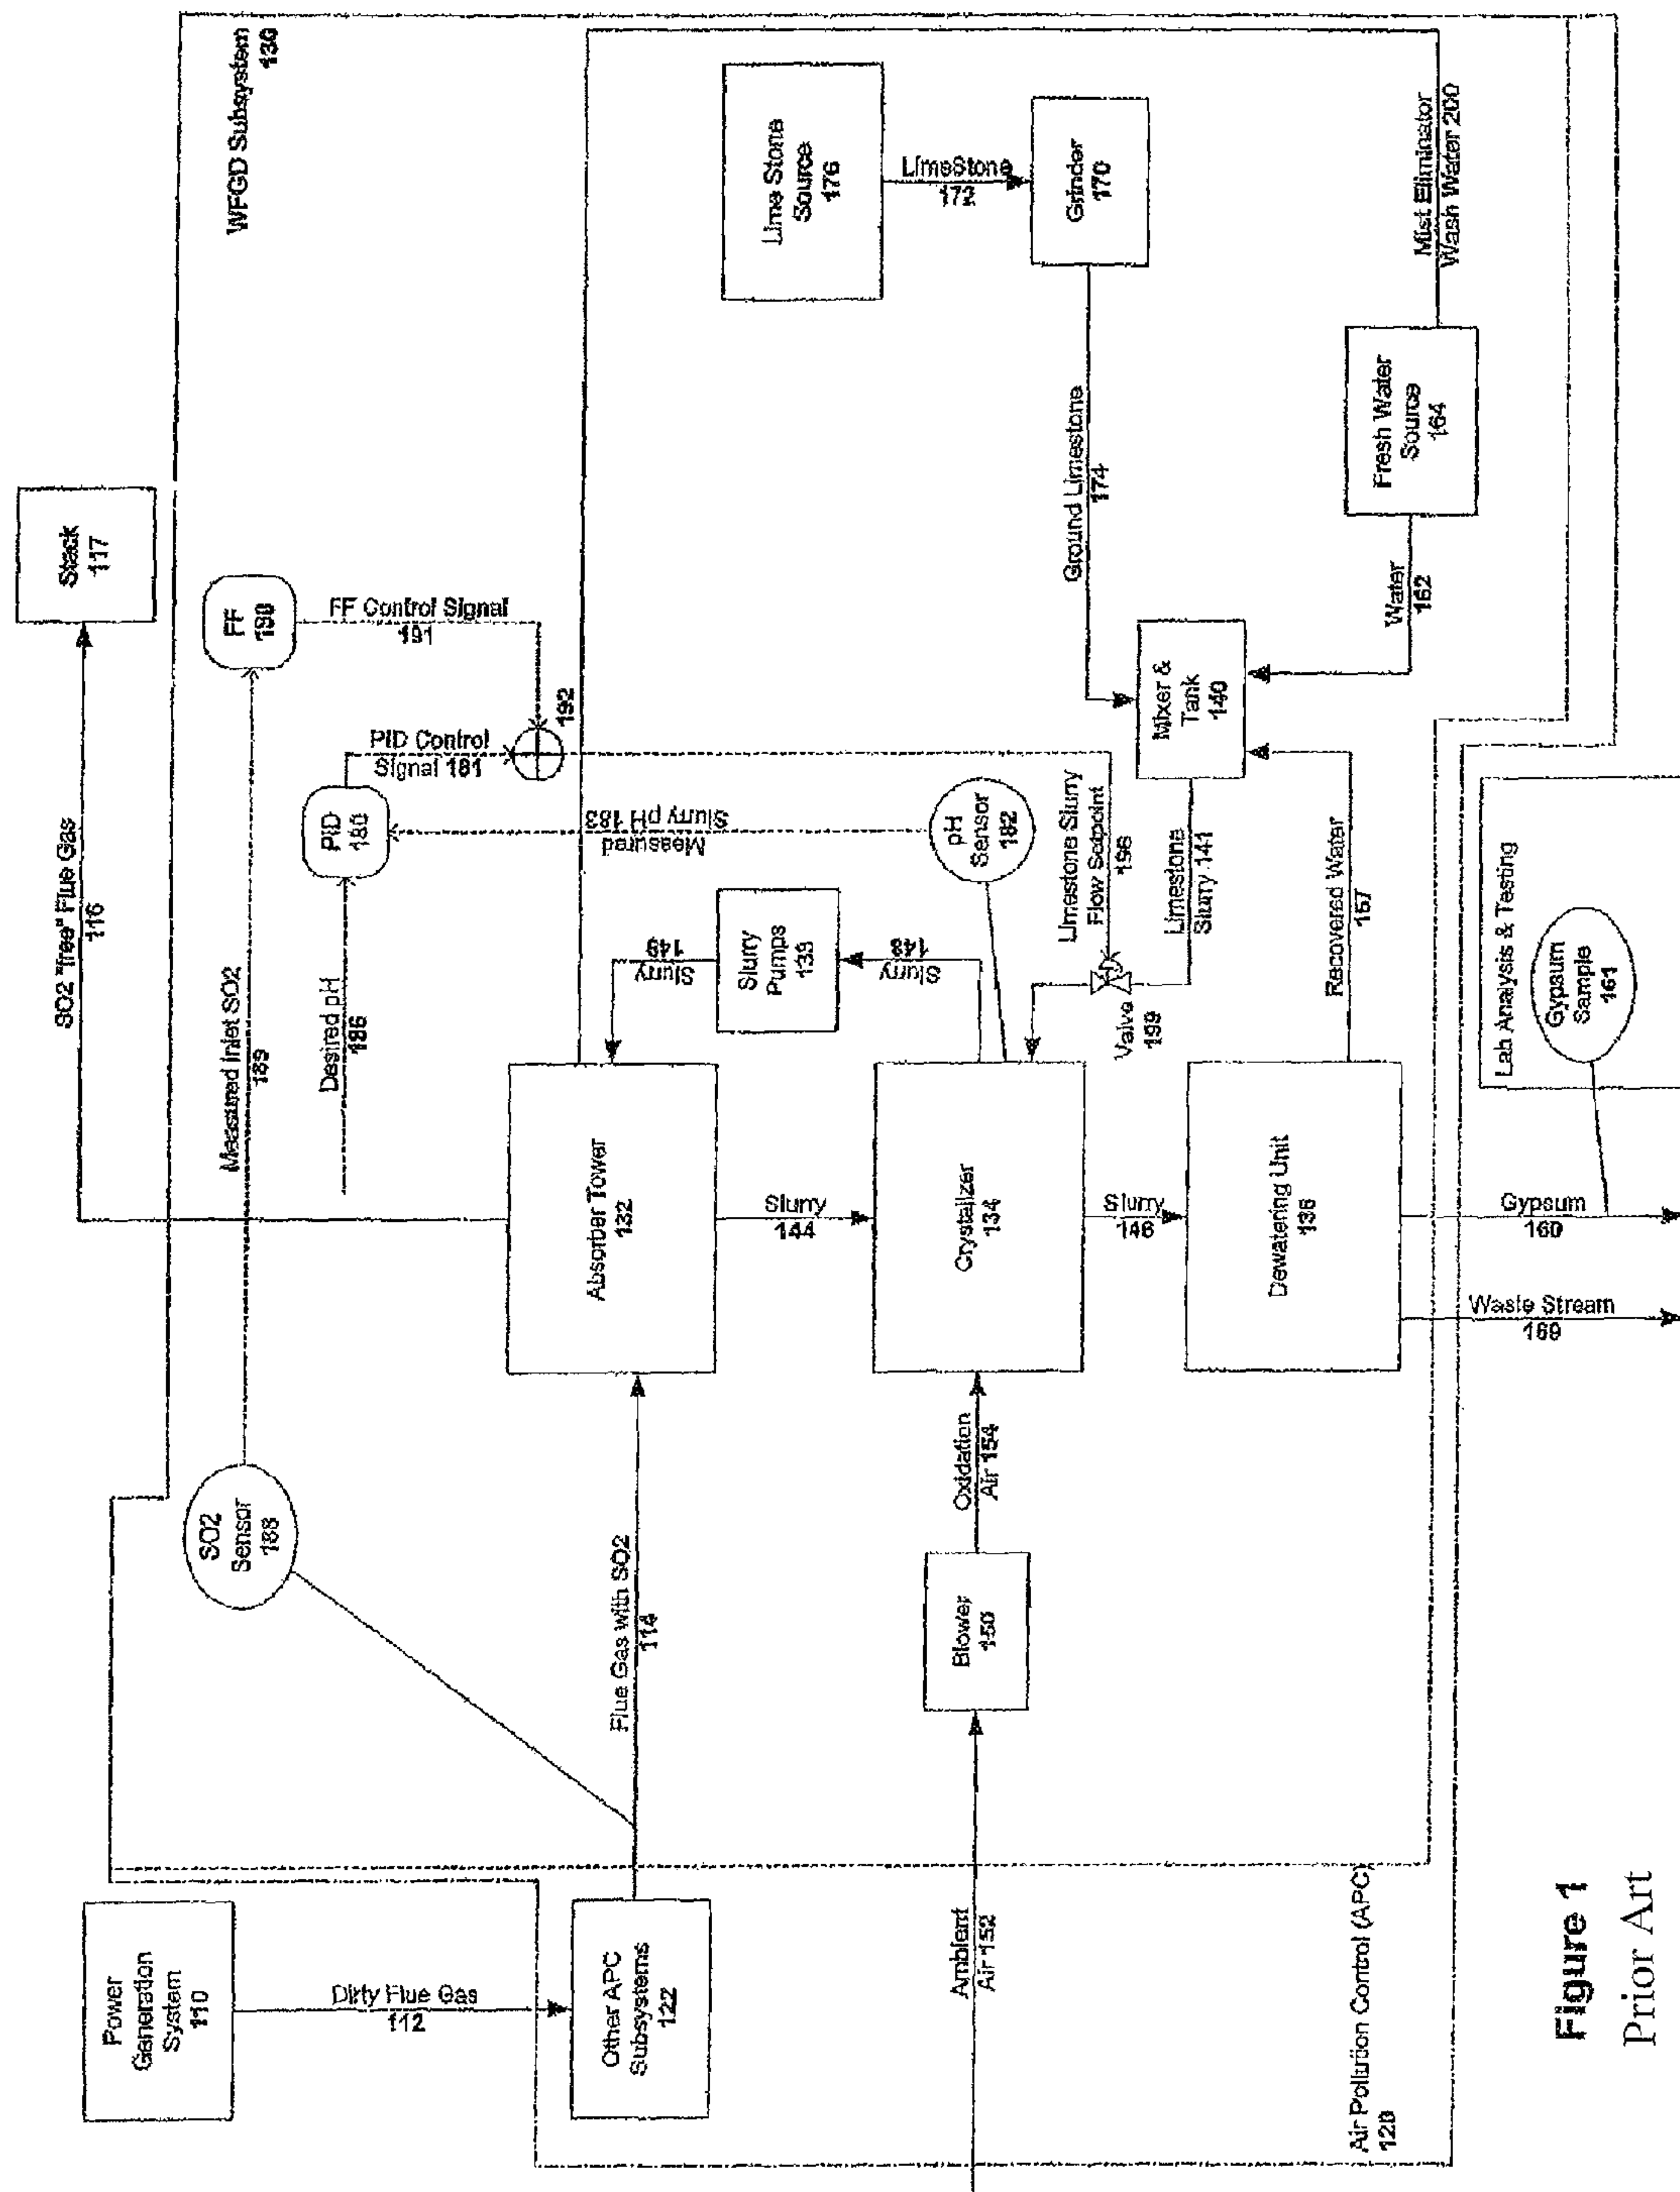 Stack
117
SO2 "free" Flue Gas
116
Power
Generation
System
110
WFGD Subsystem
130
SO2
Sensor
188
Measured Inlet SO2
189
FF
190
Desired pH
186
PID
180
FF Control Signal
191
PID Control
Signal 181
192
Dirty Flue Gas
112
Other APC
Subsystems
122
Flue Gas with SO2
114
Absorber Tower
132
Slurry
149
Measured
Slurry pH 183
Slurry
144
Slurry
Pumps
133
Slurry
148
Lime Stone
Source
176
LimeStone
172
pH
Sensor
182
Ambient
Air 152
Blower
150
Oxidation
Air 154
Crystalizer
134
Grinder
170
Limestone Slurry
Flow Setpoint
196
Ground Limestone
174
Valve
199
Slurry
146
Limestone
Slurry 141
Mixer &
Tank
140
Dewatering Unit
136
Recovered Water
167
Water
162
Fresh Water
Source
164
Mist Eliminator
Wash Water 200
Air Pollution Control (APC)
120
Waste Stream
169
Gypsum
160
Lab Analysis & Testing
Gypsum
Sample
161
Figure 1
Prior Art